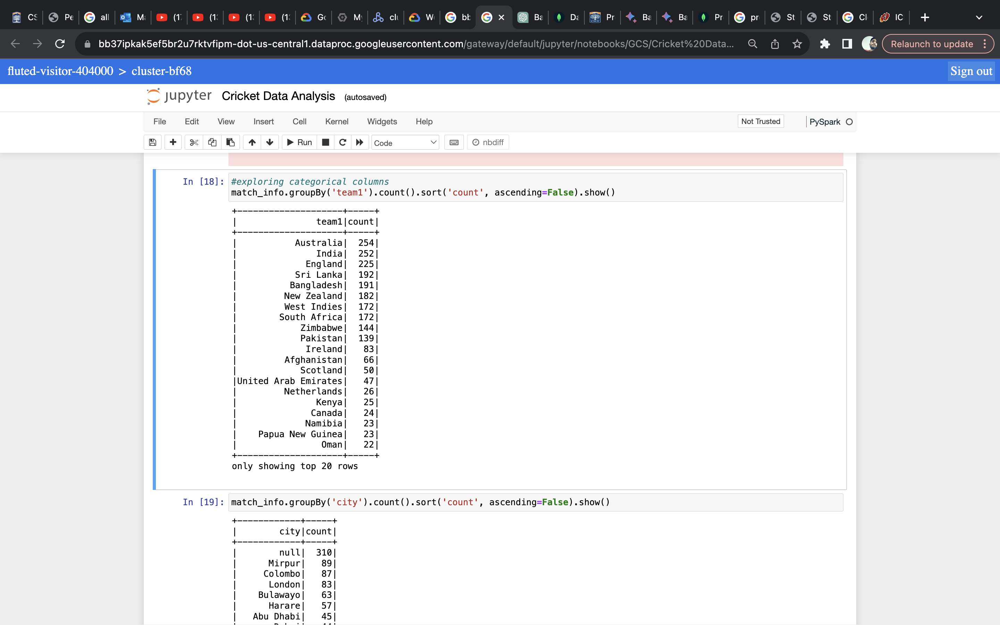 CS Pe all Ma (1 (1 (1 (1 Go My clu W bb Ba Da Pr Ba Ba Pr pr St St Cl IC
bb37ipkak5ef5br2u7rktvfipm-dot-us-central1.dataproc.googleusercontent.com/gateway/default/jupyter/notebooks/GCS/Cricket%20Data... Relaunch to update
fluted-visitor-404000 > cluster-bf68 Sign out
jupyter Cricket Data Analysis (autosaved)
File Edit View Insert Cell Kernel Widgets Help Not Trusted PySpark
Run Code nbdiff
In [18]: #exploring categorical columns
match_info.groupBy('team1').count().sort('count', ascending=False).show()
+--------------------+-----+
|               team1|count|
+--------------------+-----+
|           Australia|  254|
|               India|  252|
|             England|  225|
|           Sri Lanka|  192|
|          Bangladesh|  191|
|         New Zealand|  182|
|         West Indies|  172|
|        South Africa|  172|
|            Zimbabwe|  144|
|            Pakistan|  139|
|             Ireland|   83|
|         Afghanistan|   66|
|            Scotland|   50|
|United Arab Emirates|   47|
|         Netherlands|   26|
|               Kenya|   25|
|              Canada|   24|
|             Namibia|   23|
|    Papua New Guinea|   23|
|                Oman|   22|
+--------------------+-----+
only showing top 20 rows
In [19]: match_info.groupBy('city').count().sort('count', ascending=False).show()
+------------+-----+
|        city|count|
+------------+-----+
|        null|  310|
|      Mirpur|   89|
|     Colombo|   87|
|      London|   83|
|    Bulawayo|   63|
|      Harare|   57|
|   Abu Dhabi|   45|